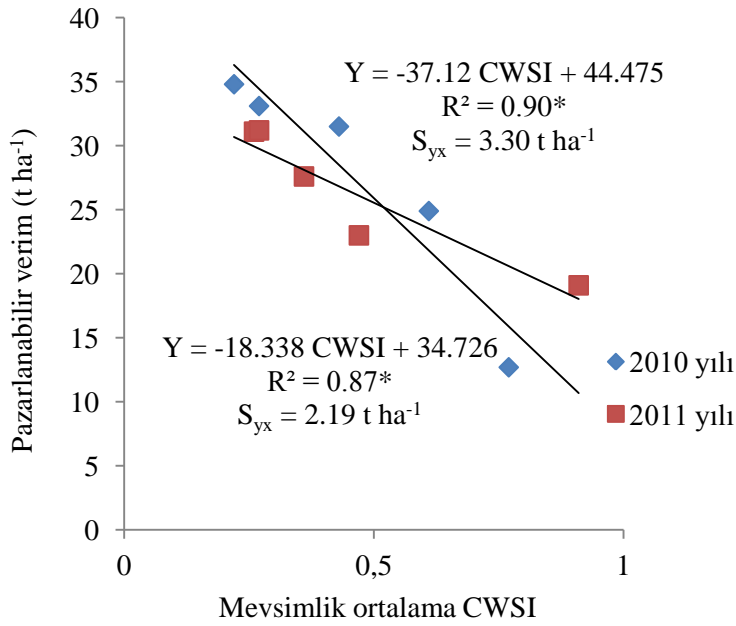 40
35
30
25
20
15
10
5
0
Pazarlanabilir verim (t ha⁻¹)
Y = -37.12 CWSI + 44.475
R² = 0.90*
Syx = 3.30 t ha⁻¹
Y = -18.338 CWSI + 34.726
R² = 0.87*
Syx = 2.19 t ha⁻¹
2010 yılı
2011 yılı
0
0,5
1
Mevsimlik ortalama CWSI